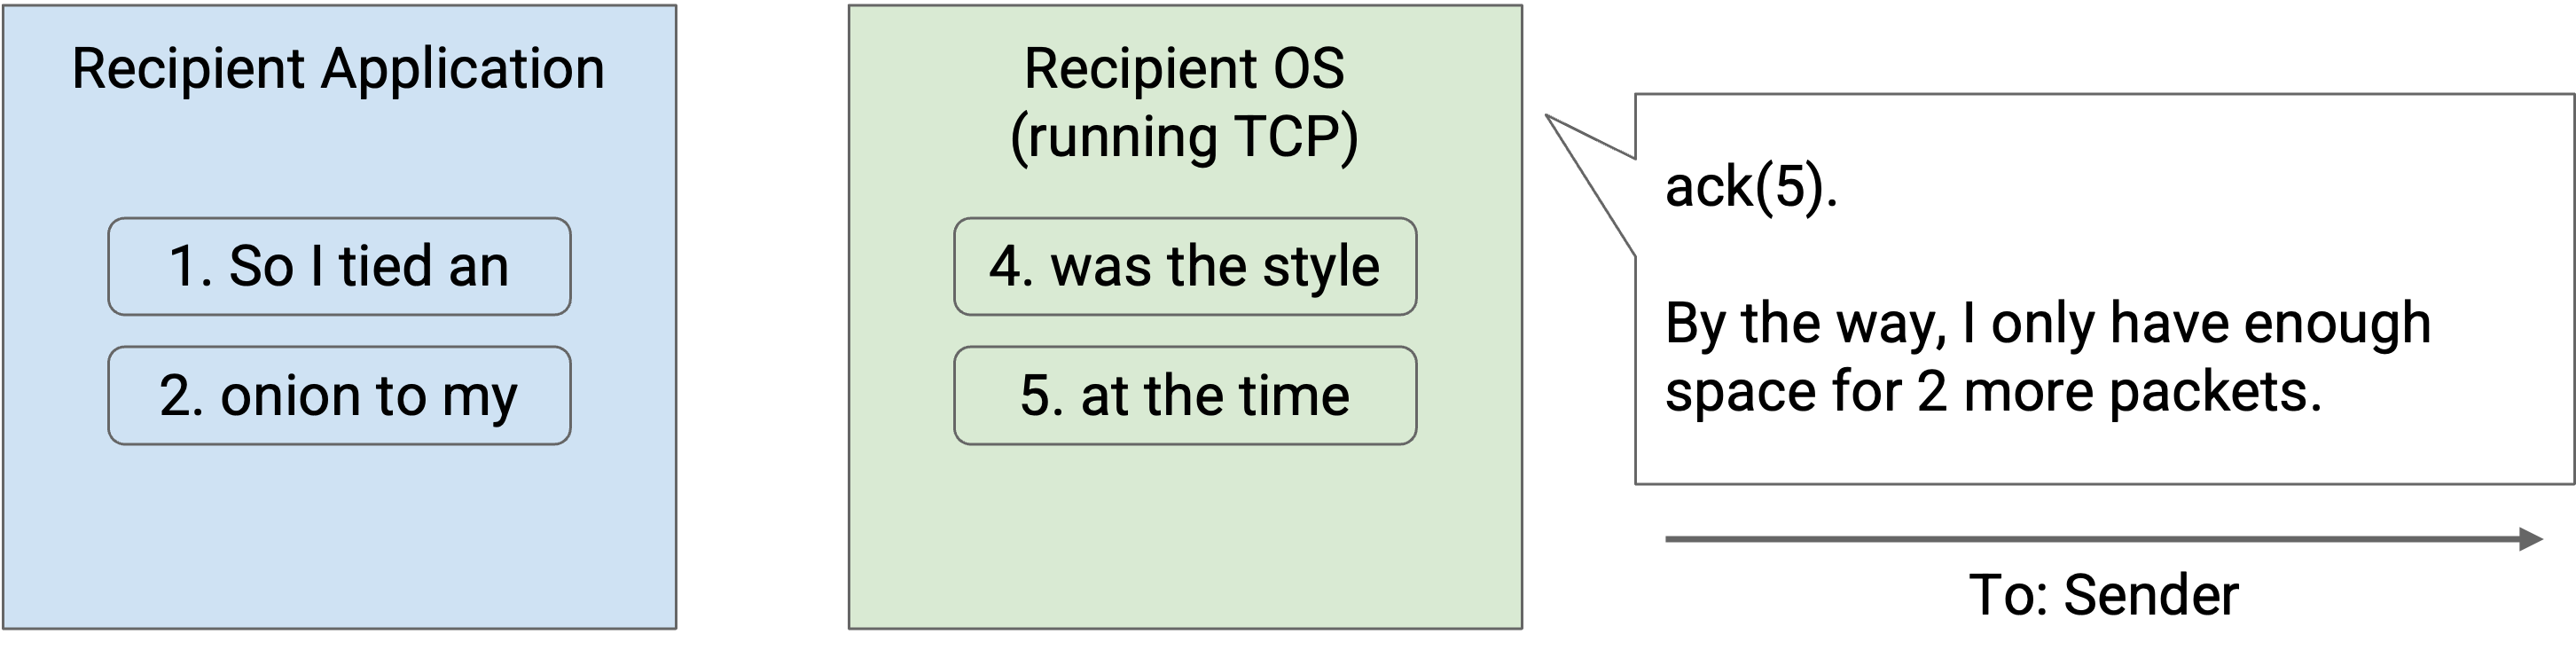 Recipient Application
1. So I tied an
2. onion to my
Recipient OS
(running TCP)
4. was the style
5. at the time
ack(5).
By the way, I only have enough
space for 2 more packets.
To: Sender